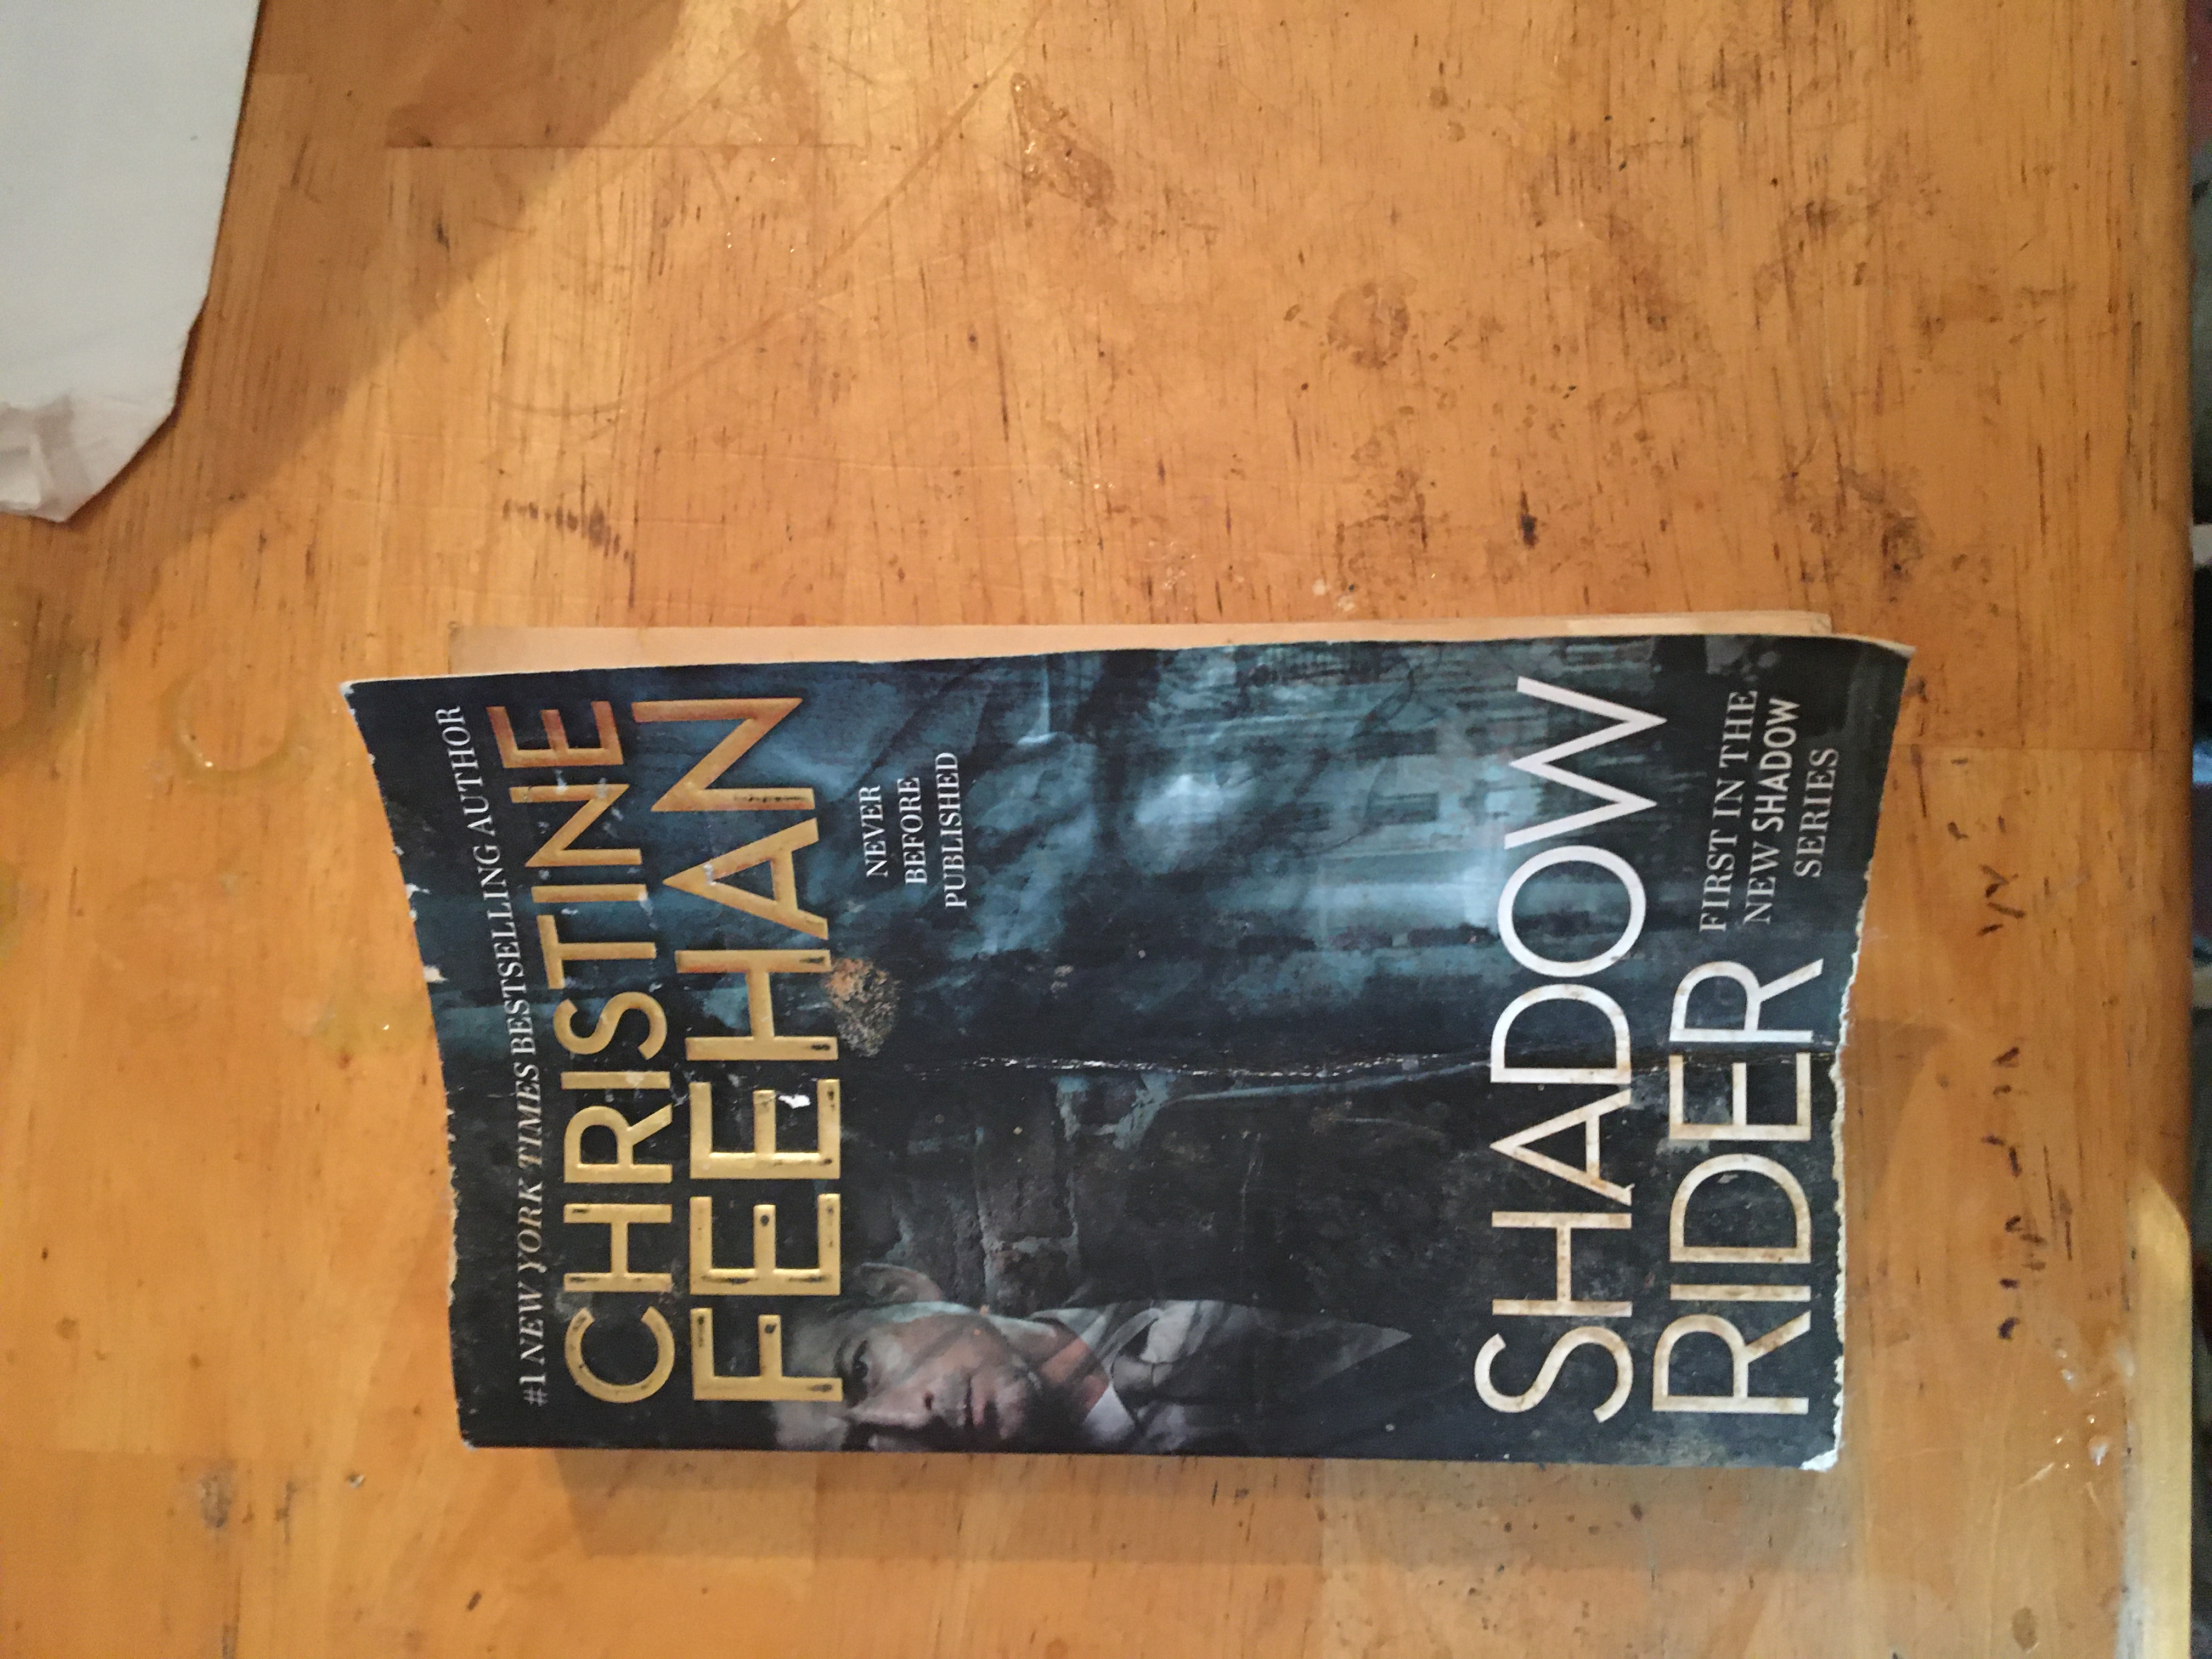 #1 NEW YORK TIMES BESTSELLING AUTHOR
CHRISTINE
FEEHAN
NEVER
BEFORE
PUBLISHED
SHADOW
RIDER
FIRST IN THE
NEW SHADOW
SERIES